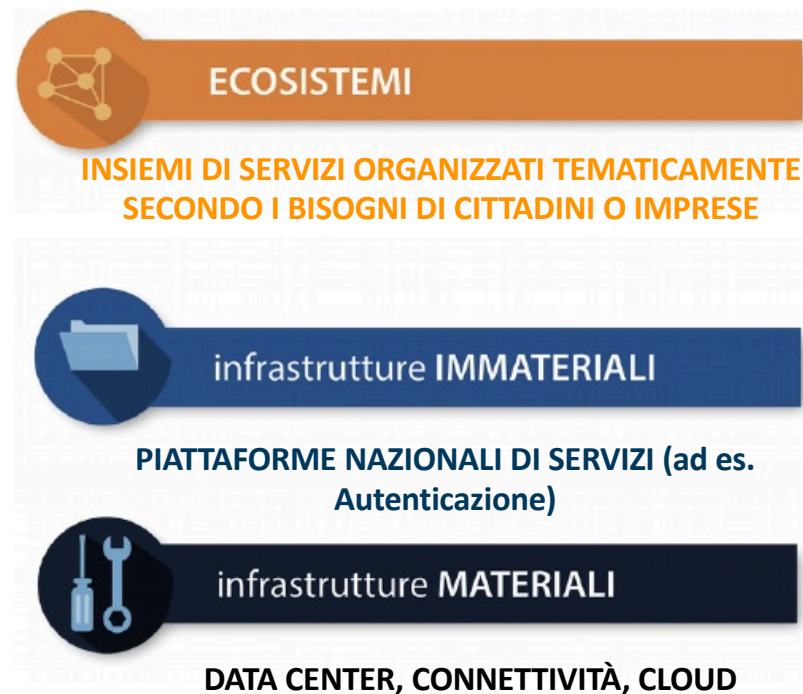 ECOSISTEMI
INSIEMI DI SERVIZI ORGANIZZATI TEMATICAMENTE
SECONDO I BISOGNI DI CITTADINI O IMPRESE
infrastrutture IMMATERIALI
PIATTAFORME NAZIONALI DI SERVIZI (ad es.
Autenticazione)
infrastrutture MATERIALI
DATA CENTER, CONNETTIVITÀ, CLOUD